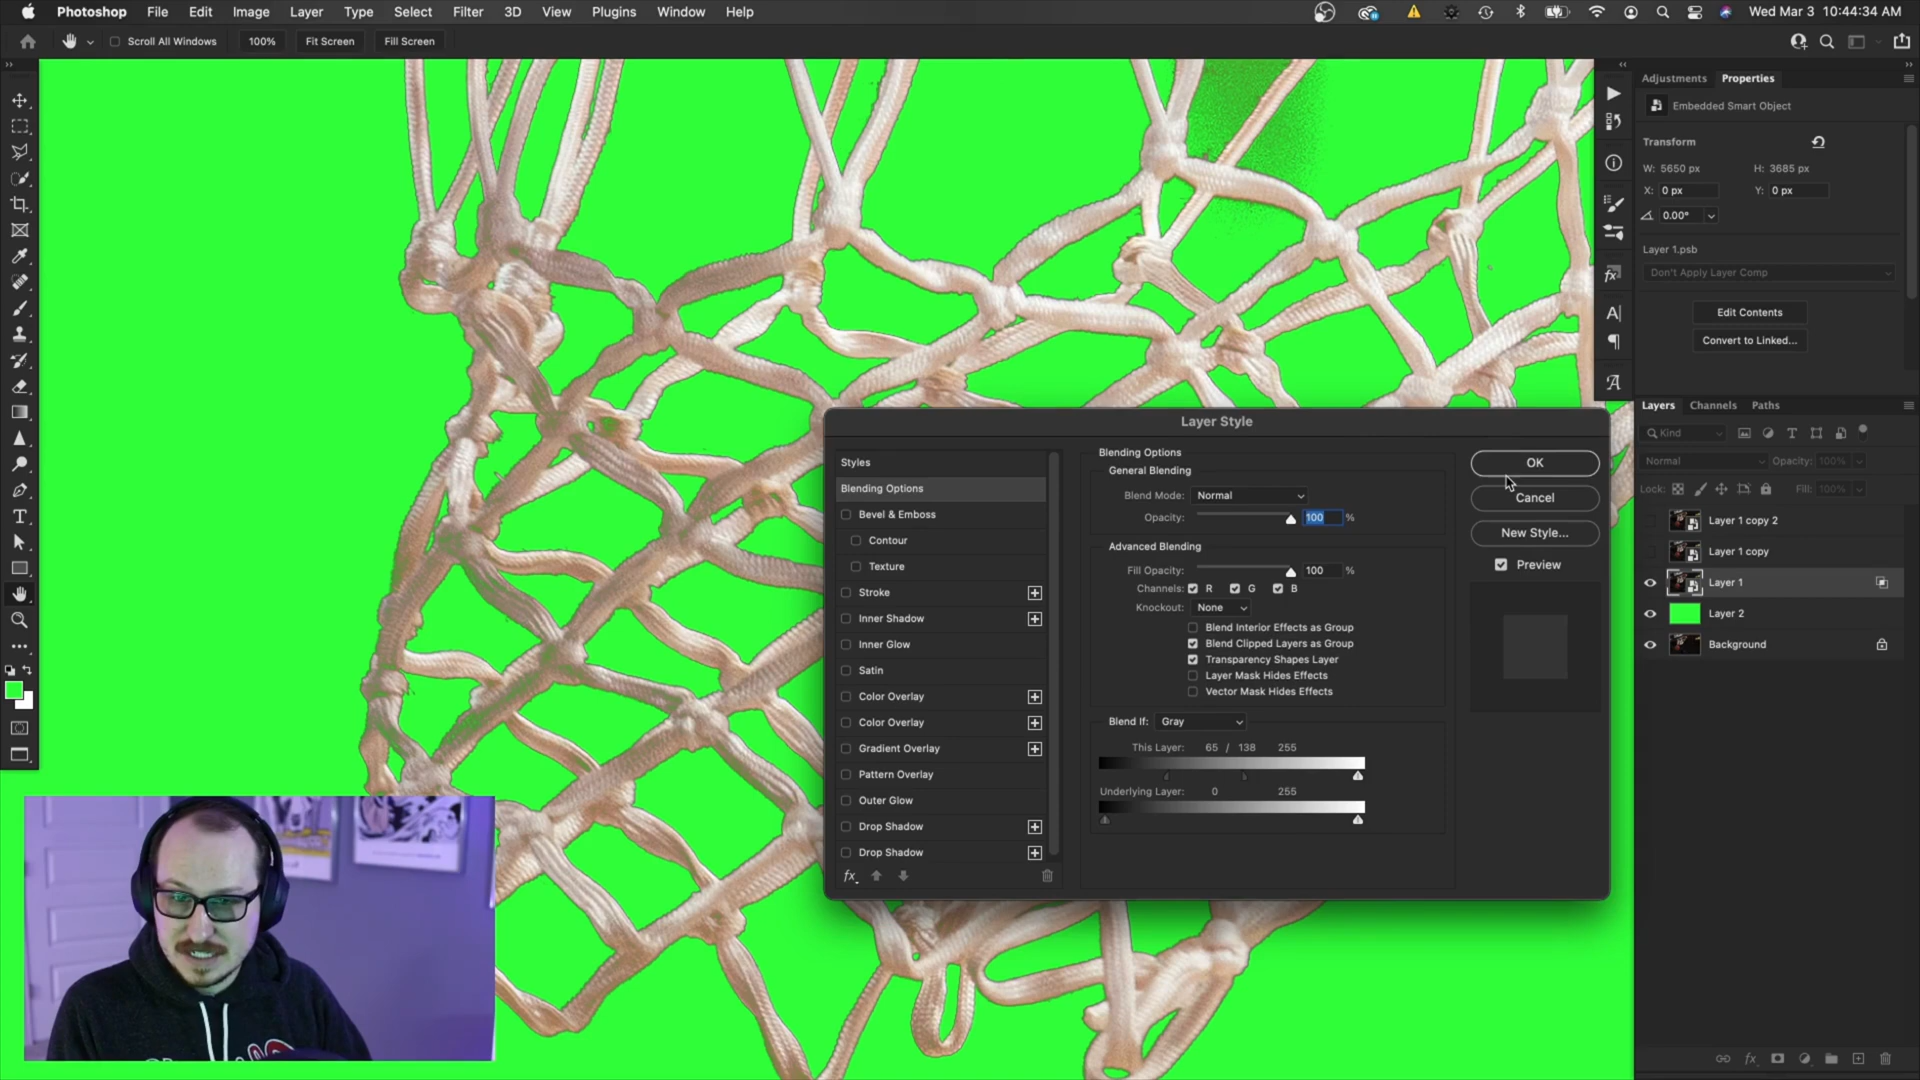 Photoshop File Edit Image Layer Type Select Filter 3D View Plugins Window Help
Wed Mar 3 10:44:34 AM
Scroll All Windows 100% Fit Screen Fill Screen
Adjustments Properties
Embedded Smart Object
Transform
W: 5650 px H: 3685 px
X: 0 px Y: 0 px
0.00°
Layer 1.psb
Don't Apply Layer Comp
Edit Contents
Convert to Linked...
Layers Channels Paths
Kind
Normal Opacity: 100%
Lock: Fill: 100%
Layer 1 copy 2
Layer 1 copy
Layer 1
Layer 2
Background
Layer Style
Styles
Blending Options
Bevel & Emboss
Contour
Texture
Stroke
Inner Shadow
Inner Glow
Satin
Color Overlay
Color Overlay
Gradient Overlay
Pattern Overlay
Outer Glow
Drop Shadow
Drop Shadow
fx
Blending Options
General Blending
Blend Mode: Normal
Opacity: 100 %
Advanced Blending
Fill Opacity: 100 %
Channels: R G B
Knockout: None
Blend Interior Effects as Group
Blend Clipped Layers as Group
Transparency Shapes Layer
Layer Mask Hides Effects
Vector Mask Hides Effects
Blend If: Gray
This Layer: 65 / 138 255
Underlying Layer: 0 255
OK
Cancel
New Style...
Preview